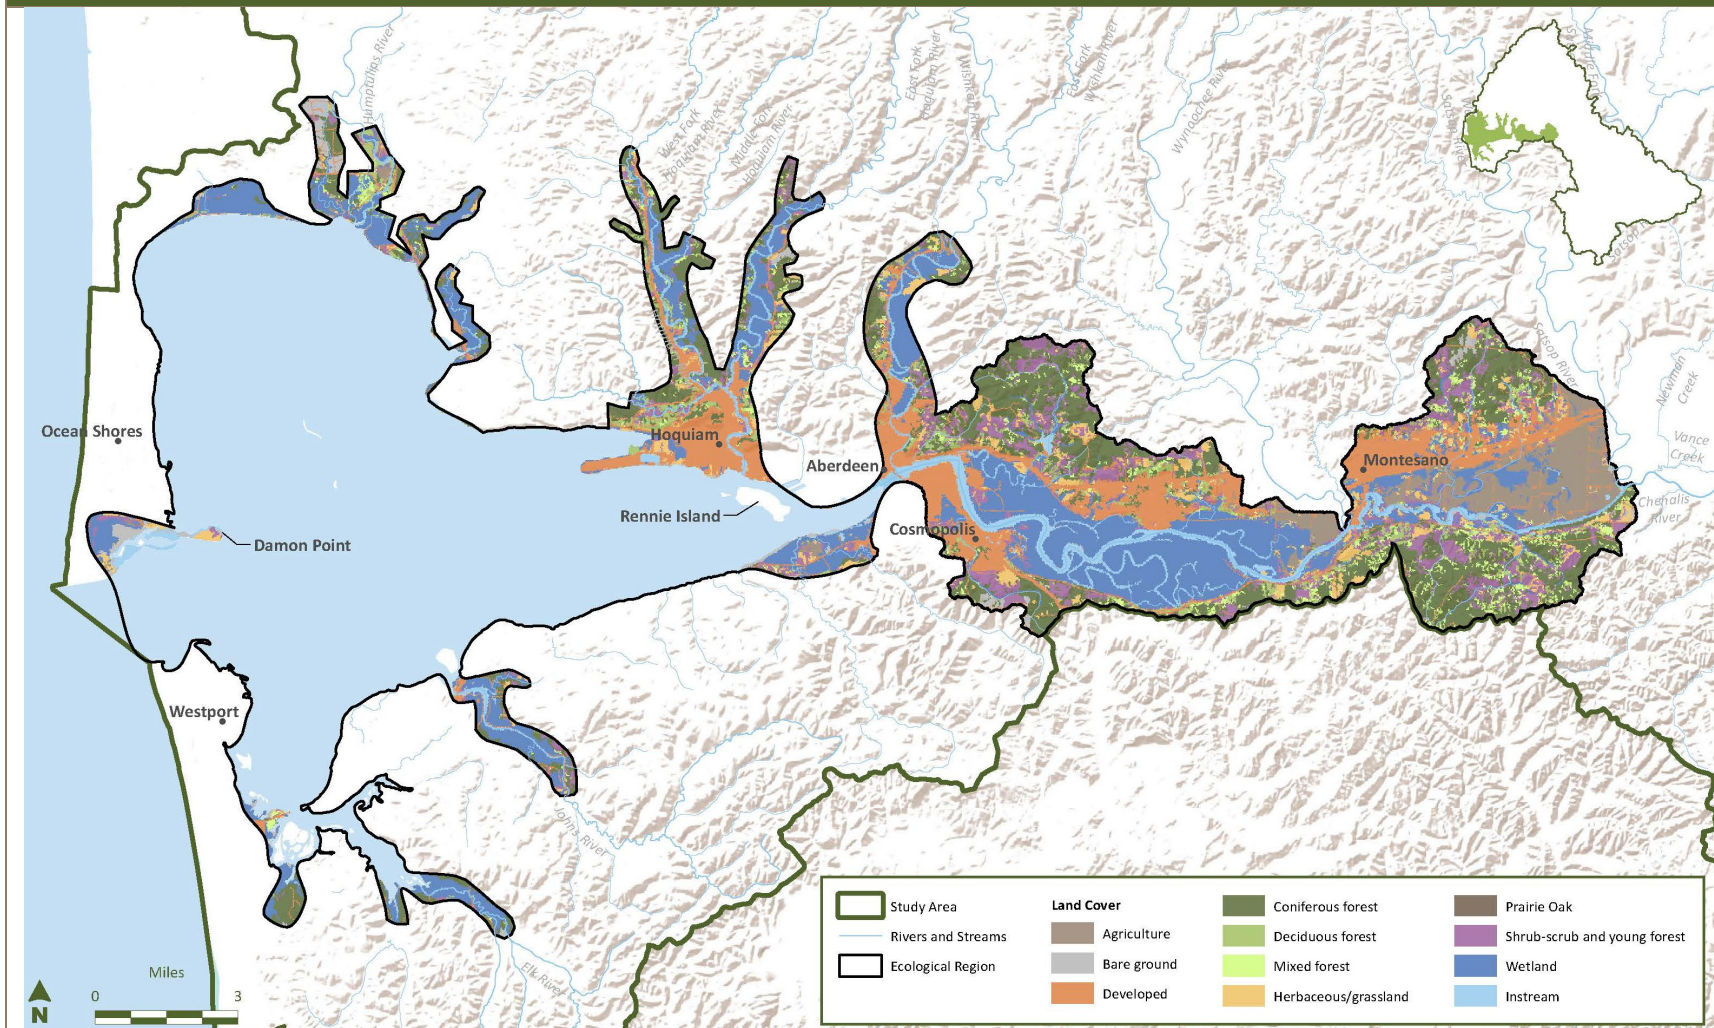 Humptulips River
West Fork
Hoquiam River
Middle Fork
Hoquiam River
East Fork
Hoquiam River
Wishkah River
East Fork
Wishkah River
Wynoochee River
Satsop River
Newman
Creek
Vance
Creek
Chehalis
River
Ocean Shores
Hoquiam
Aberdeen
Montesano
Rennie Island
Cosmopolis
Damon Point
Westport
Johns River
Elk River
Miles
0 3
N
Study Area
Rivers and Streams
Ecological Region
Land Cover
Agriculture
Bare ground
Developed
Coniferous forest
Deciduous forest
Mixed forest
Herbaceous/grassland
Prairie Oak
Shrub-scrub and young forest
Wetland
Instream